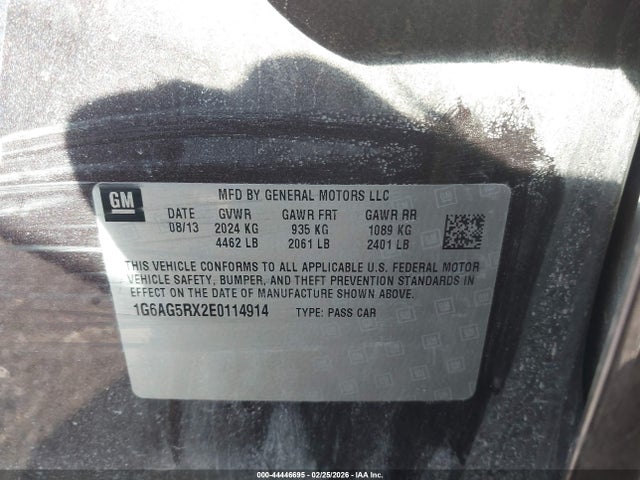 GM
MFD BY GENERAL MOTORS LLC
DATE GVWR GAWR FRT GAWR RR
08/13 2024 KG 935 KG 1089 KG
4462 LB 2061 LB 2401 LB
THIS VEHICLE CONFORMS TO ALL APPLICABLE U.S. FEDERAL MOTOR
VEHICLE SAFETY, BUMPER, AND THEFT PREVENTION STANDARDS IN
EFFECT ON THE DATE OF MANUFACTURE SHOWN ABOVE.
1G6AG5RX2E0114914 TYPE: PASS CAR
000-44446695 - 02/25/2026 - IAA Inc.